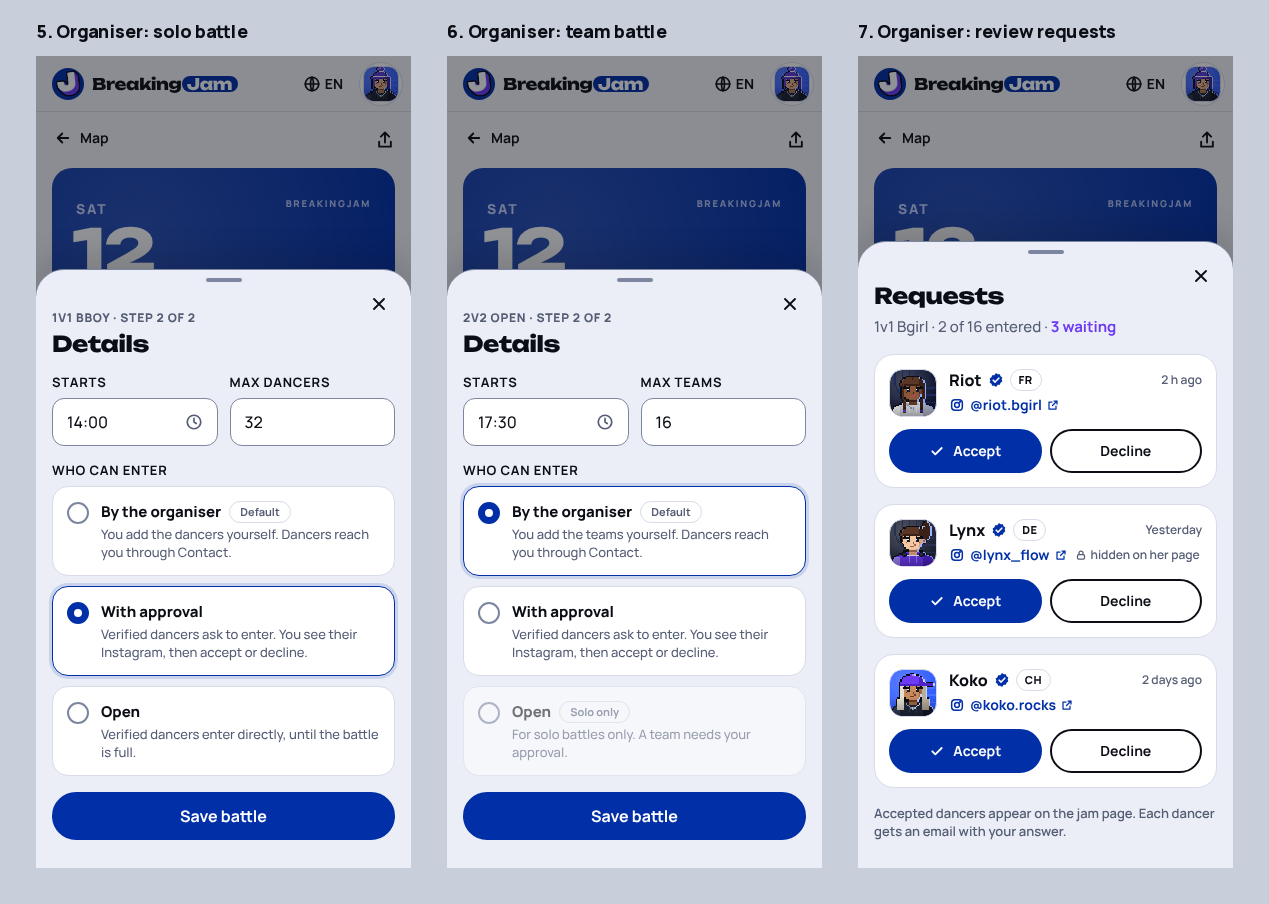 5. Organiser: solo battle
BreakingJam
EN
Map
SAT
BREAKINGJAM
12
1V1 BBOY · STEP 2 OF 2
Details
STARTS
MAX DANCERS
14:00
32
WHO CAN ENTER
By the organiser
Default
You add the dancers yourself. Dancers reach
you through Contact.
With approval
Verified dancers ask to enter. You see their
Instagram, then accept or decline.
Open
Verified dancers enter directly, until the battle
is full.
Save battle
6. Organiser: team battle
BreakingJam
EN
Map
SAT
BREAKINGJAM
12
2V2 OPEN · STEP 2 OF 2
Details
STARTS
MAX TEAMS
17:30
16
WHO CAN ENTER
By the organiser
Default
You add the teams yourself. Dancers reach
you through Contact.
With approval
Verified dancers ask to enter. You see their
Instagram, then accept or decline.
Open
Solo only
For solo battles only. A team needs your
approval.
Save battle
7. Organiser: review requests
BreakingJam
EN
Map
SAT
BREAKINGJAM
12
Requests
1v1 Bgirl · 2 of 16 entered · 3 waiting
Riot
FR
2 h ago
@riot.bgirl
Accept
Decline
Lynx
DE
Yesterday
@lynx_flow
hidden on her page
Accept
Decline
Koko
CH
2 days ago
@koko.rocks
Accept
Decline
Accepted dancers appear on the jam page. Each dancer
gets an email with your answer.